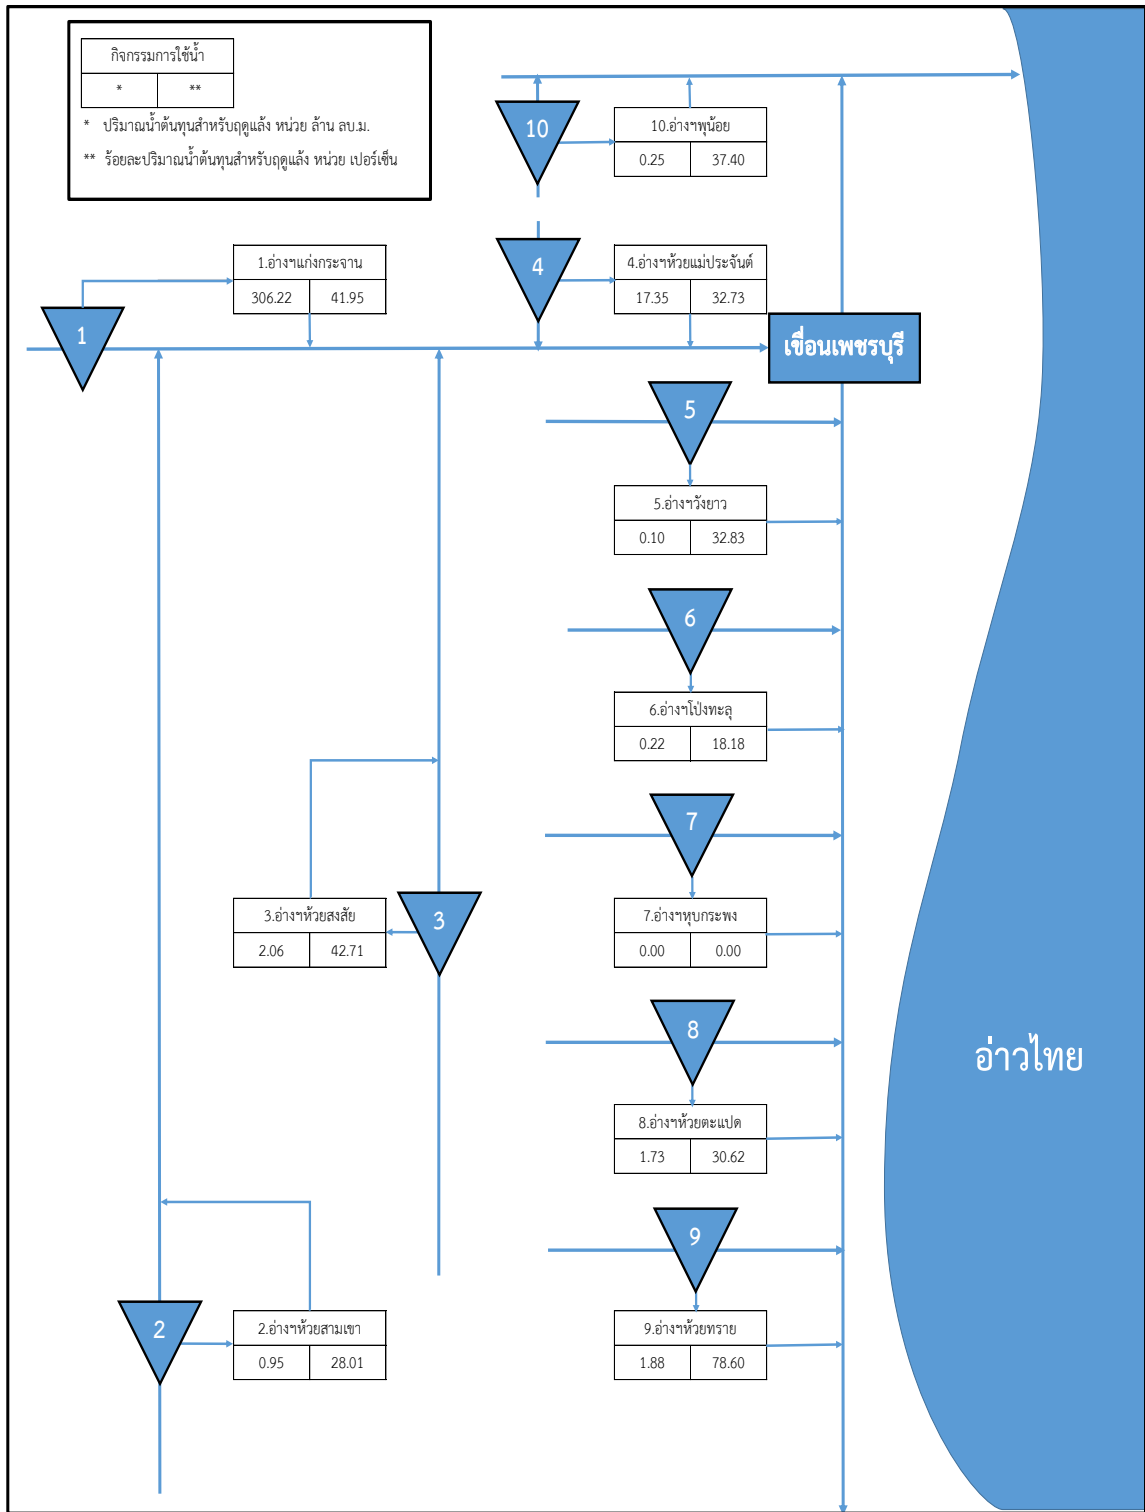 กิจกรรมการใช้น้ำ
* **
* ปริมาณน้ำต้นทุนสำหรับฤดูแล้ง หน่วย ล้าน ลบ.ม.
** ร้อยละปริมาณน้ำต้นทุนสำหรับฤดูแล้ง หน่วย เปอร์เซ็น
10
10.อ่างฯพุน้อย
0.25 37.40
1.อ่างฯแก่งกระจาน
306.22 41.95
4
4.อ่างฯห้วยแม่ประจันต์
17.35 32.73
1
เขื่อนเพชรบุรี
5
5.อ่างฯวังยาว
0.10 32.83
6
6.อ่างฯโป่งทะลุ
0.22 18.18
7
3.อ่างฯห้วยสงสัย
2.06 42.71
3
7.อ่างฯหุบกระพง
0.00 0.00
8
อ่าวไทย
8.อ่างฯห้วยตะแปด
1.73 30.62
9
2
2.อ่างฯห้วยสามเขา
0.95 28.01
9.อ่างฯห้วยทราย
1.88 78.60